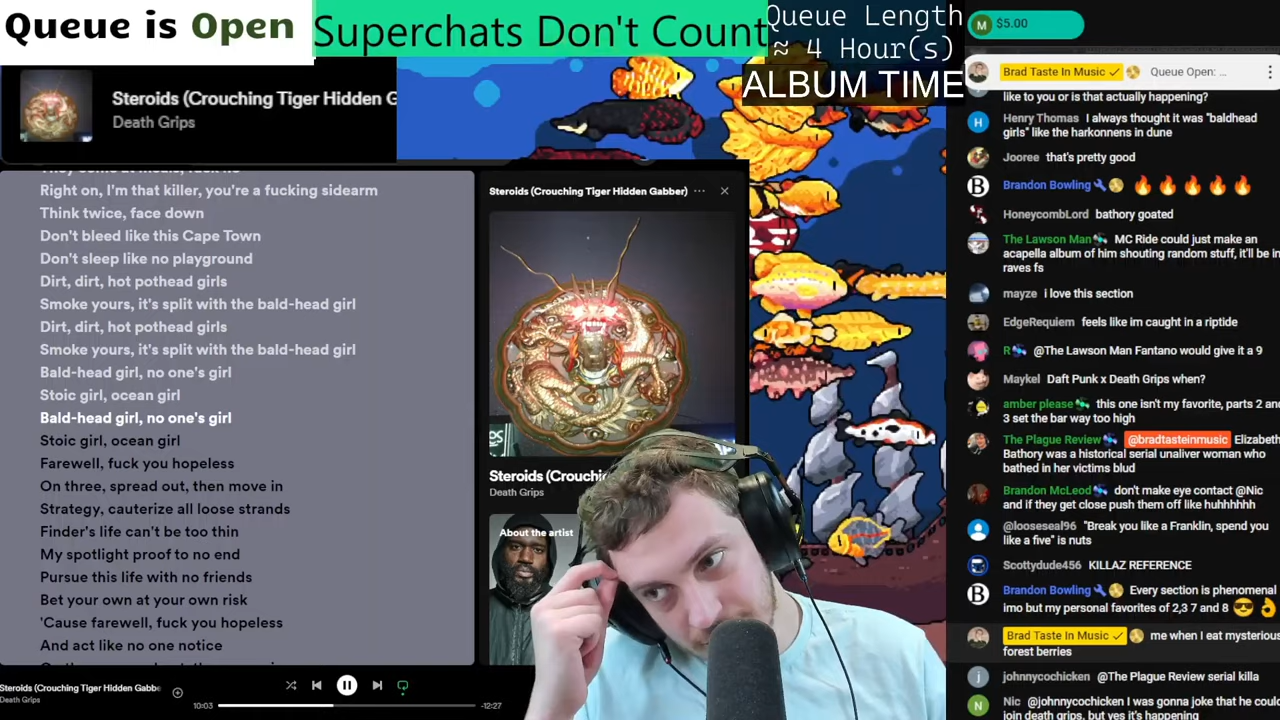 Queue is Open
Superchats Don't Count
Queue Length
≈ 4 Hour(s)
ALBUM TIME
Steroids (Crouching Tiger Hidden G
Death Grips
Right on, I'm that killer, you're a fucking sidearm
Think twice, face down
Don't bleed like this Cape Town
Don't sleep like no playground
Dirt, dirt, hot pothead girls
Smoke yours, it's split with the bald-head girl
Dirt, dirt, hot pothead girls
Smoke yours, it's split with the bald-head girl
Bald-head girl, no one's girl
Stoic girl, ocean girl
Bald-head girl, no one's girl
Stoic girl, ocean girl
Farewell, fuck you hopeless
On three, spread out, then move in
Strategy, cauterize all loose strands
Finder's life can't be too thin
My spotlight proof to no end
Pursue this life with no friends
Bet your own at your own risk
'Cause farewell, fuck you hopeless
And act like no one notice
Steroids (Crouching Tiger Hidden Gabber)
Steroids (Crouchi
Death Grips
About the artist
Steroids (Crouching Tiger Hidden Gabbe
Death Grips
10:03
-12:27
M $5.00
Brad Taste In Music Queue Open: ...
like to you or is that actually happening?
H Henry Thomas I always thought it was "baldhead
girls" like the harkonnens in dune
Jooree that's pretty good
B Brandon Bowling 🔥🔥🔥🔥🔥
HoneycombLord bathory goated
The Lawson Man MC Ride could just make an
acapella album of him shouting random stuff, it'll be in
raves fs
mayze i love this section
EdgeRequiem feels like im caught in a riptide
R @The Lawson Man Fantano would give it a 9
Maykel Daft Punk x Death Grips when?
amber please this one isn't my favorite, parts 2 and
3 set the bar way too high
The Plague Review @bradtasteinmusic Elizabeth
Bathory was a historical serial unaliver woman who
bathed in her victims blud
Brandon McLeod don't make eye contact @Nic
and if they get close push them off like huhhhhh
@looseseal96 "Break you like a Franklin, spend you
like a five" is nuts
Scottydude456 KILLAZ REFERENCE
B Brandon Bowling Every section is phenomenal
imo but my personal favorites of 2,3 7 and 8 😎👌
Brad Taste In Music me when I eat mysterious
forest berries
j johnnycochicken @The Plague Review serial killa
N Nic @johnnycochicken I was gonna joke that he could
join death grips, but yes it's happening